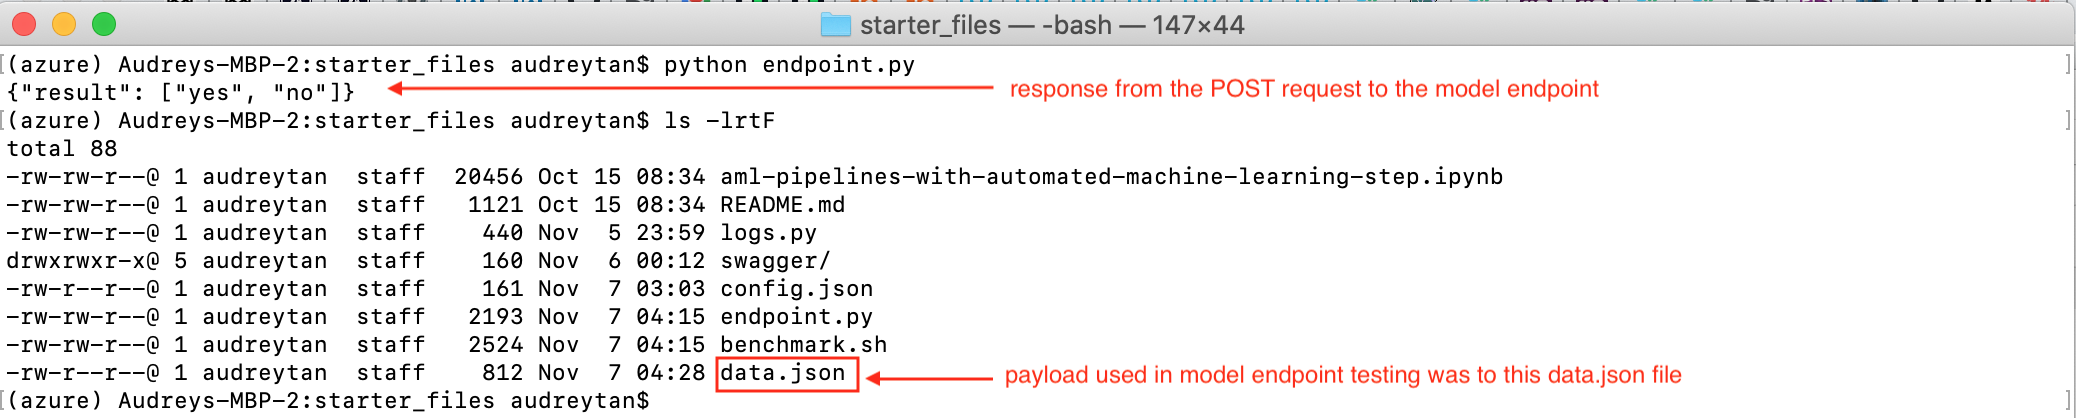 starter_files — -bash — 147×44
[(azure) Audreys-MBP-2:starter_files audreytan$ python endpoint.py ]
{"result": ["yes", "no"]} response from the POST request to the model endpoint
[(azure) Audreys-MBP-2:starter_files audreytan$ ls -lrtF ]
total 88
-rw-rw-r--@ 1 audreytan  staff  20456 Oct 15 08:34 aml-pipelines-with-automated-machine-learning-step.ipynb
-rw-rw-r--@ 1 audreytan  staff   1121 Oct 15 08:34 README.md
-rw-rw-r--@ 1 audreytan  staff    440 Nov  5 23:59 logs.py
drwxrwxr-x@ 5 audreytan  staff    160 Nov  6 00:12 swagger/
-rw-r--r--@ 1 audreytan  staff    161 Nov  7 03:03 config.json
-rw-rw-r--@ 1 audreytan  staff   2193 Nov  7 04:15 endpoint.py
-rw-rw-r--@ 1 audreytan  staff   2524 Nov  7 04:15 benchmark.sh
-rw-r--r--@ 1 audreytan  staff    812 Nov  7 04:28 data.json payload used in model endpoint testing was to this data.json file
[(azure) Audreys-MBP-2:starter_files audreytan$ ]